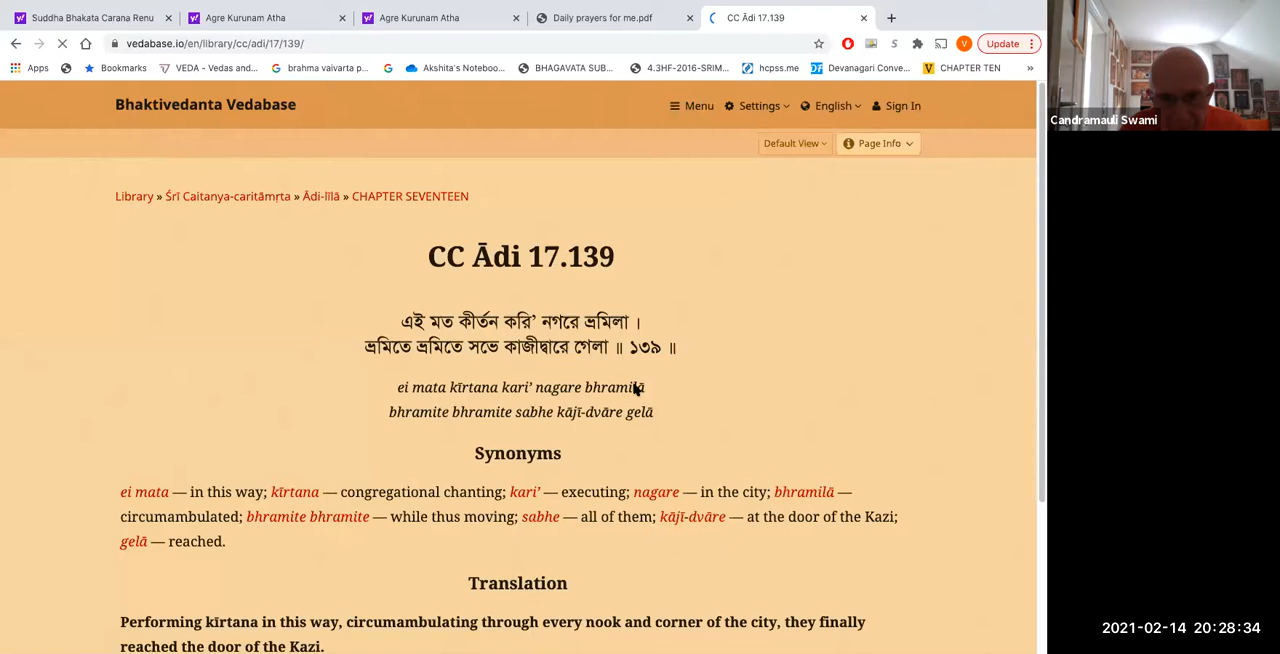 Suddha Bhakata Carana Renu
Agre Kurunam Atha
Agre Kurunam Atha
Daily prayers for me.pdf
CC Ādi 17.139
vedabase.io/en/library/cc/adi/17/139/
V
Update
Apps
Bookmarks
VEDA - Vedas and...
brahma vaivarta p...
Akshita's Noteboo...
BHAGAVATA SUB...
4.3HF-2016-SRIM...
hcpss.me
Devanagari Conve...
CHAPTER TEN
»
Bhaktivedanta Vedabase
Menu
Settings
English
Sign In
Default View
Page Info
Library » Śrī Caitanya-caritāmṛta » Ādi-līlā » CHAPTER SEVENTEEN
CC Ādi 17.139
এই মত কীর্তন করি’ নগরে ভ্রমিলা ।
ভ্রমিতে ভ্রমিতে সভে কাজীদ্বারে গেলা ॥ ১৩৯ ॥
ei mata kīrtana kari’ nagare bhramilā
bhramite bhramite sabhe kājī-dvāre gelā
Synonyms
ei mata — in this way; kīrtana — congregational chanting; kari’ — executing; nagare — in the city; bhramilā —
circumambulated; bhramite bhramite — while thus moving; sabhe — all of them; kājī-dvāre — at the door of the Kazi;
gelā — reached.
Translation
Performing kīrtana in this way, circumambulating through every nook and corner of the city, they finally
reached the door of the Kazi.
Candramauli Swami
2021-02-14 20:28:34